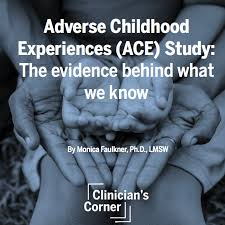 Adverse Childhood
Experiences (ACE) Study:
The evidence behind what
we know
By Monica Faulkner, Ph.D., LMSW
Clinician's
Corner